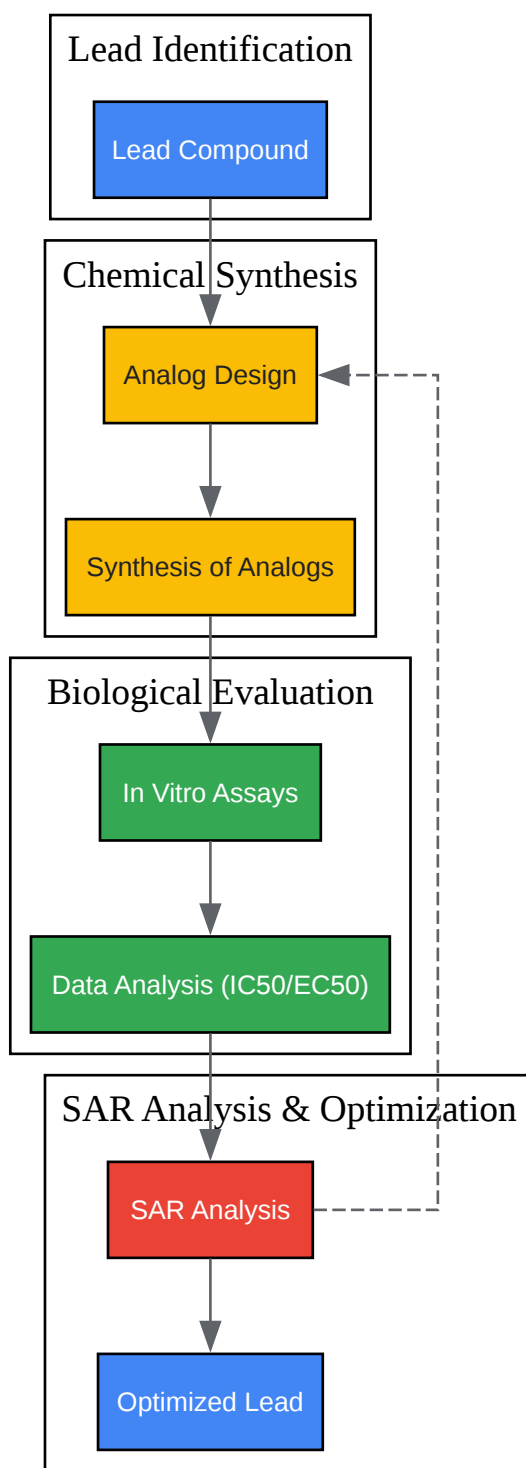 Lead Identification
Lead Compound
Chemical Synthesis
Analog Design
Synthesis of Analogs
Biological Evaluation
In Vitro Assays
Data Analysis (IC50/EC50)
SAR Analysis & Optimization
SAR Analysis
Optimized Lead